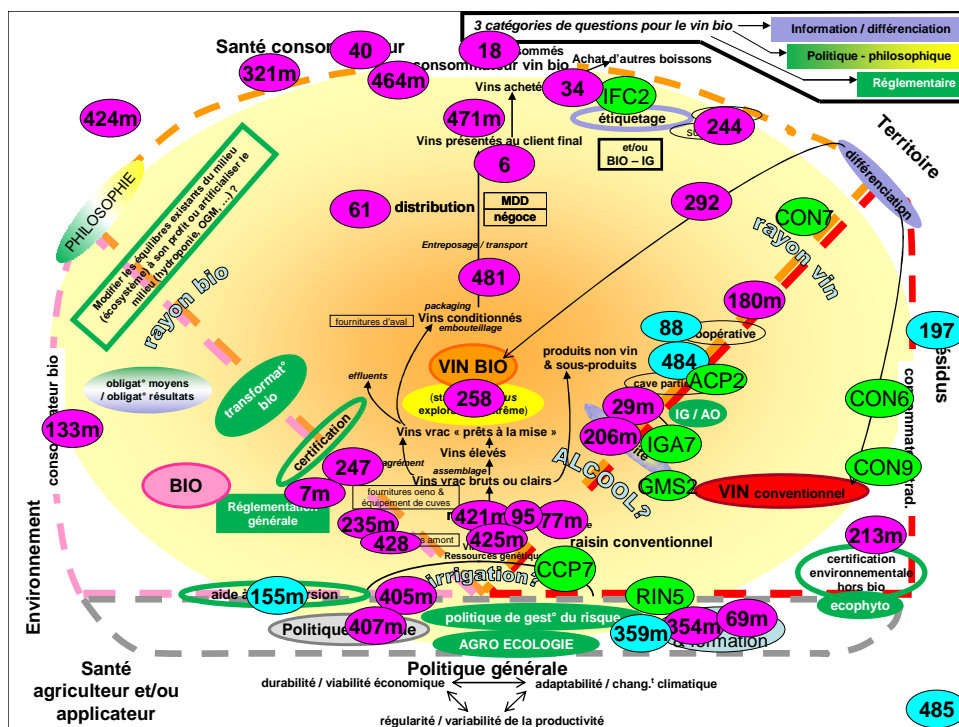 3 catégories de questions pour le vin bio
Information / différenciation
Politique - philosophique
Réglementaire
Santé
40
18
321m
464m
consommateur vin bio
Achat d'autres boissons
34
Vins
IFC2
424m
471m
étiquetage
244
Vins présentés au client final
et/ou
BIO – IG
Territoire
6
différenciation
PHILOSOPHIE
Modifier les équilibres existants du milieu
(écosystème) à son profit ou artificialiser le
milieu (hydroponie, OGM, …) ?
61
distribution
MDD
négoce
292
CON7
rayon vin
Entreposage / transport
rayon bio
481
180m
packaging
Vins conditionnés
embouteillage
fournitures d'aval
88
197
produits non vin
& sous-produits
484
VIN BIO
ACP2
obligat° moyens
/ obligat° résultats
transformat°
bio
effluents
258
29m
IG / AO
CON6
133m
certification
Vins vrac « prêts à la mise »
206m
IGA7
Vins élevés
assemblage
247
ALCOOL?
CON9
BIO
Vins vrac bruts ou clairs
7m
fournitures oeno &
équipement de cuves
GMS2
VIN conventionnel
Réglementation
générale
235m
421m
95
77m
428
amont
425m
raisin conventionnel
213m
Ressources génétiques
irrigation?
CCP7
certification
environnementale
hors bio
155m
405m
RIN5
ecophyto
407m
politique de gest° du risque
359m
354m
69m
formation
AGRO ECOLOGIE
Environnement
consommateur bio
Santé
agriculteur et/ou
applicateur
Politique générale
durabilité / viabilité économique
adaptabilité / chang.t climatique
régularité / variabilité de la productivité
485